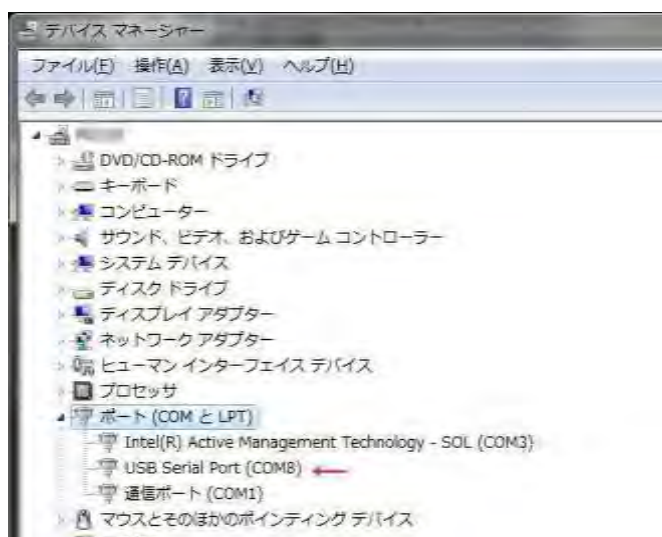 デバイス マネージャー
ファイル(F) 操作(A) 表示(V) ヘルプ(H)
DVD/CD-ROM ドライブ
キーボード
コンピューター
サウンド、ビデオ、およびゲーム コントローラー
システム デバイス
ディスク ドライブ
ディスプレイ アダプター
ネットワーク アダプター
ヒューマン インターフェイス デバイス
プロセッサ
ポート (COM と LPT)
Intel(R) Active Management Technology - SOL (COM3)
USB Serial Port (COM8)
通信ポート (COM1)
マウスとそのほかのポインティング デバイス